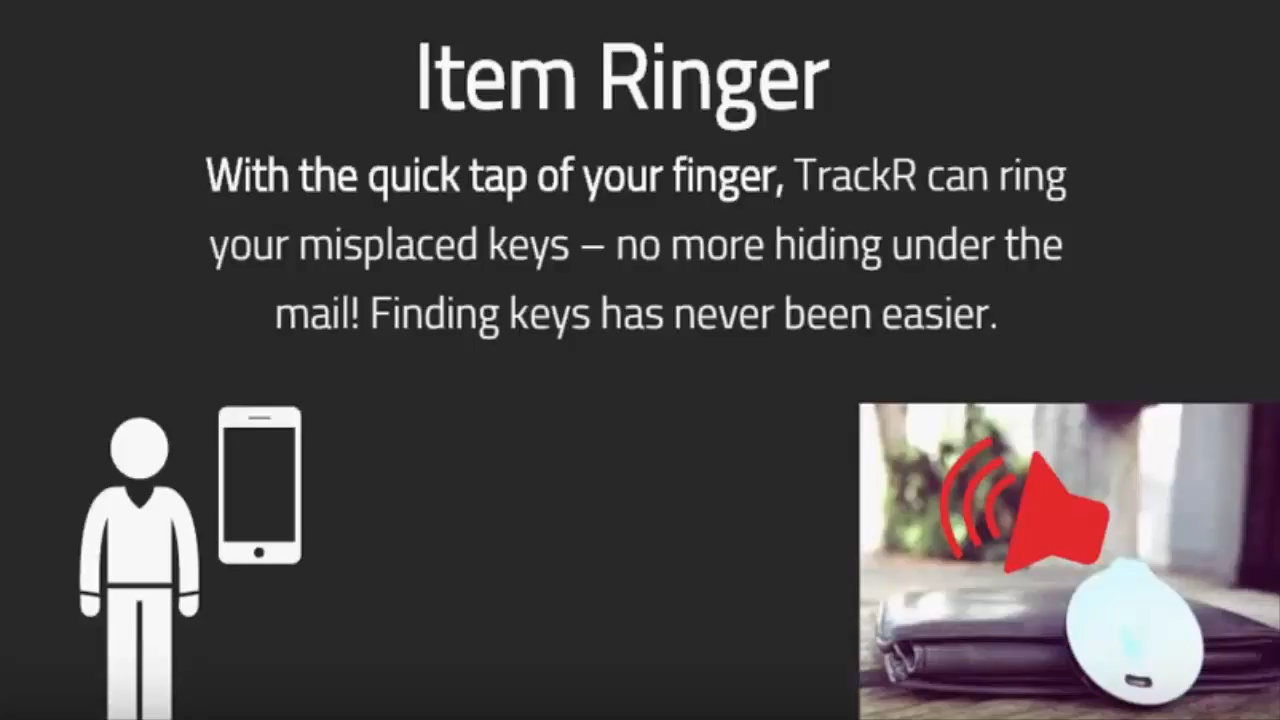 Item Ringer
With the quick tap of your finger, TrackR can ring
your misplaced keys – no more hiding under the
mail! Finding keys has never been easier.